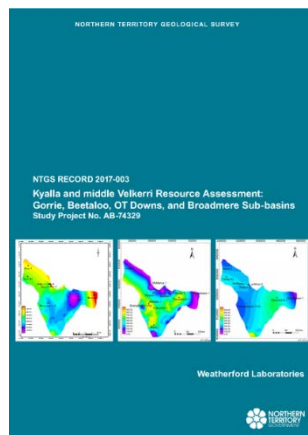 NORTHERN TERRITORY GEOLOGICAL SURVEY
NTGS RECORD 2017-003
Kyalla and middle Velkerri Resource Assessment:
Gorrie, Beetaloo, OT Downs, and Broadmere Sub-basins
Study Project No. AB-74329
Weatherford Laboratories
NORTHERN
TERRITORY
GOVERNMENT